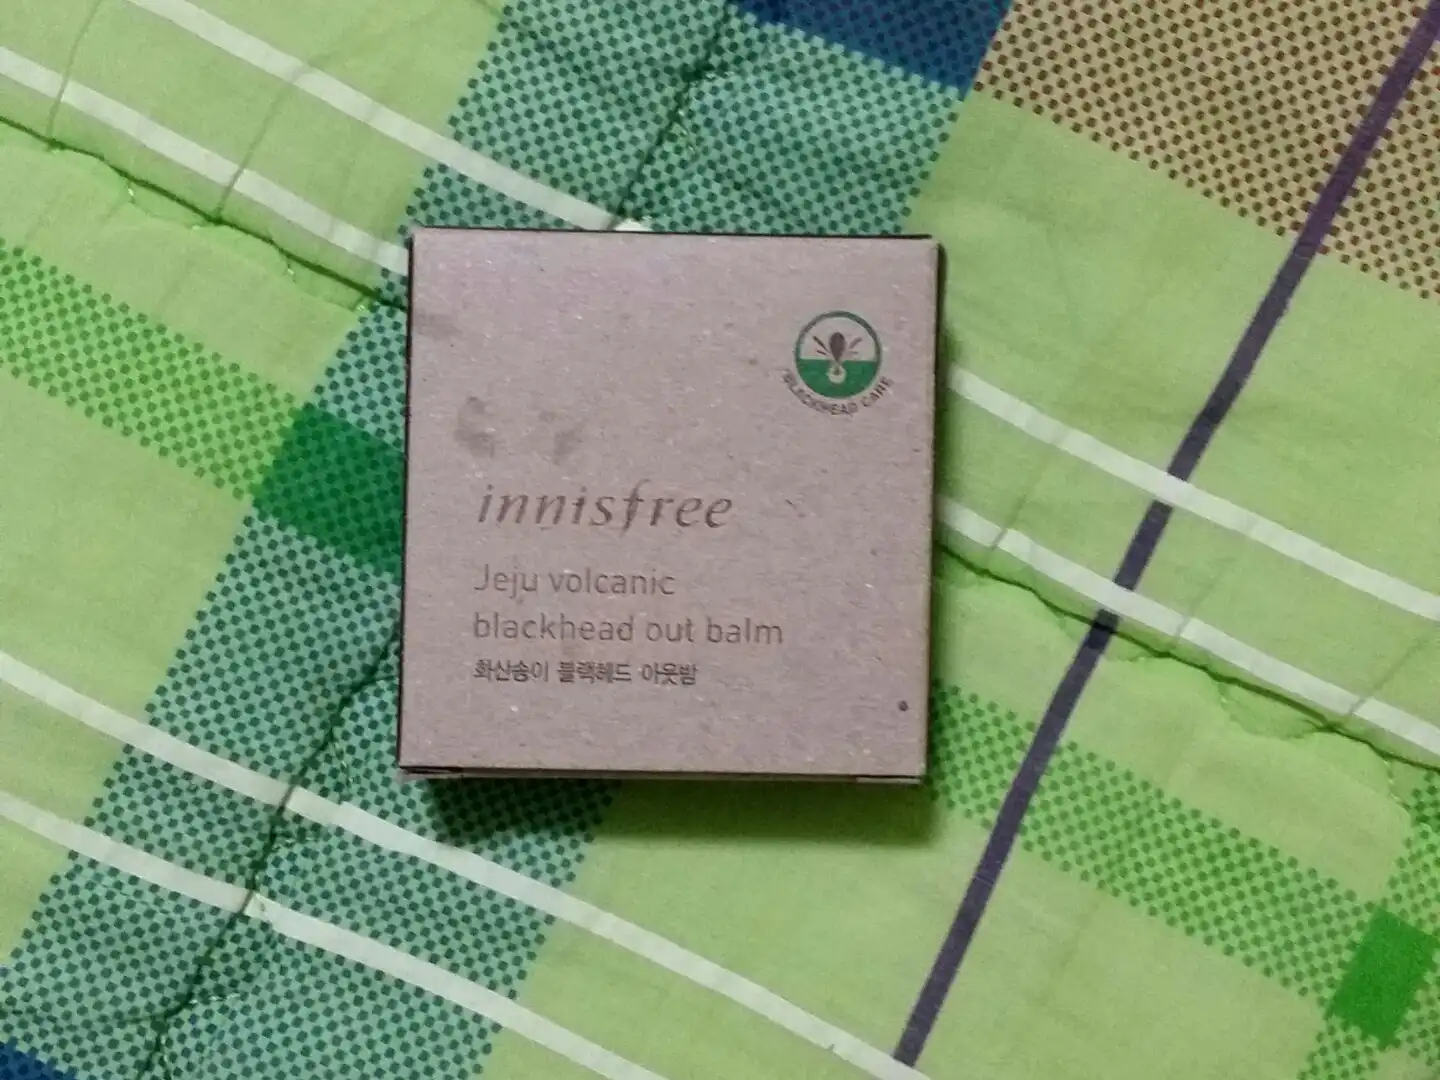 BLACKHEAD CARE
innisfree
Jeju volcanic
blackhead out balm
화산송이 블랙헤드 아웃밤